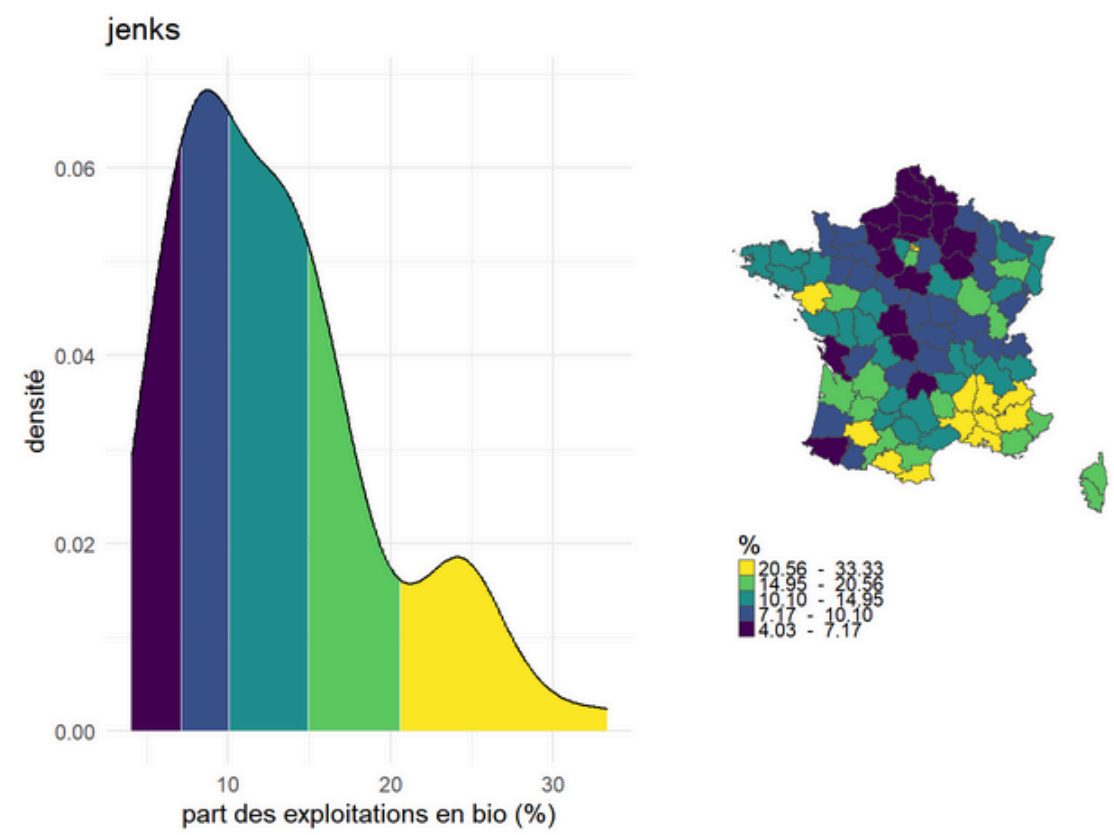 jenks
0.06
0.04
0.02
0.00
densité
10 20 30
part des exploitations en bio (%)
%
20.56 - 33.33
14.95 - 20.56
10.10 - 14.95
7.17 - 10.10
4.03 - 7.17